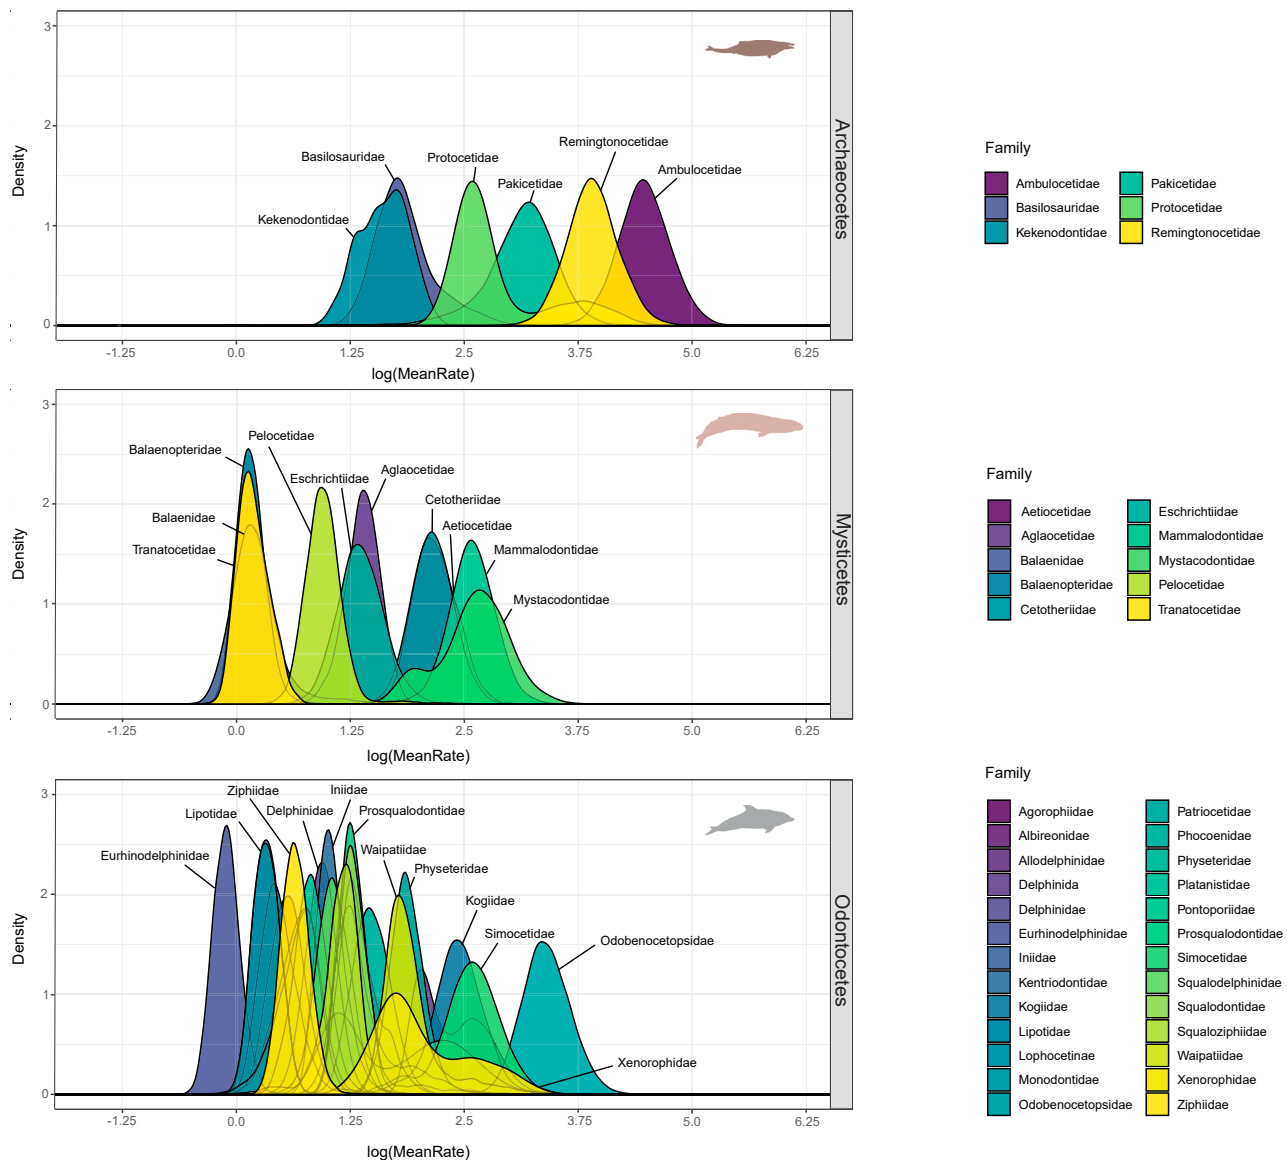 3
2
1
0
Density
Basilosauridae
Kekenodontidae
Protocetidae
Pakicetidae
Remingtonocetidae
Ambulocetidae
Archaeocetes
-1.25 0.0 1.25 2.5 3.75 5.0 6.25
log(MeanRate)
Family
Ambulocetidae Pakicetidae
Basilosauridae Protocetidae
Kekenodontidae Remingtonocetidae
3
2
1
0
Density
Pelocetidae
Balaenopteridae
Eschrichtiidae
Aglaocetidae
Cetotheriidae
Balaenidae
Aetiocetidae
Tranatocetidae
Mammalodontidae
Mystacodontidae
Mysticetes
-1.25 0.0 1.25 2.5 3.75 5.0 6.25
log(MeanRate)
Family
Aetiocetidae Eschrichtiidae
Aglaocetidae Mammalodontidae
Balaenidae Mystacodontidae
Balaenopteridae Pelocetidae
Cetotheriidae Tranatocetidae
3
2
1
0
Density
Ziphiidae
Iniidae
Lipotidae
Delphinidae
Prosqualodontidae
Eurhinodelphinidae
Waipatiidae
Physeteridae
Kogiidae
Simocetidae
Odobenocetopsidae
Xenorophidae
Odontocetes
-1.25 0.0 1.25 2.5 3.75 5.0 6.25
log(MeanRate)
Family
Agorophiidae Patriocetidae
Albireonidae Phocoenidae
Allodelphinidae Physeteridae
Delphinida Platanistidae
Delphinidae Pontoporiidae
Eurhinodelphinidae Prosqualodontidae
Iniidae Simocetidae
Kentriodontidae Squalodelphinidae
Kogiidae Squalodontidae
Lipotidae Squaloziphiidae
Lophocetinae Waipatiidae
Monodontidae Xenorophidae
Odobenocetopsidae Ziphiidae